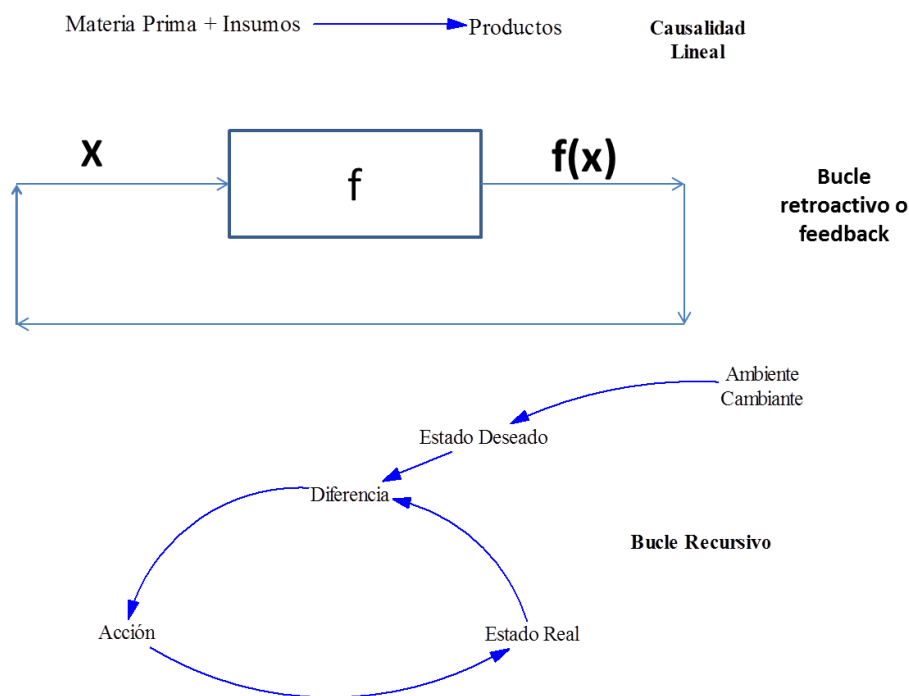 Materia Prima + Insumos
Productos
Causalidad
Lineal
X
f
f(x)
Bucle
retroactivo o
feedback
Ambiente
Cambiante
Estado Deseado
Diferencia
Bucle Recursivo
Acción
Estado Real